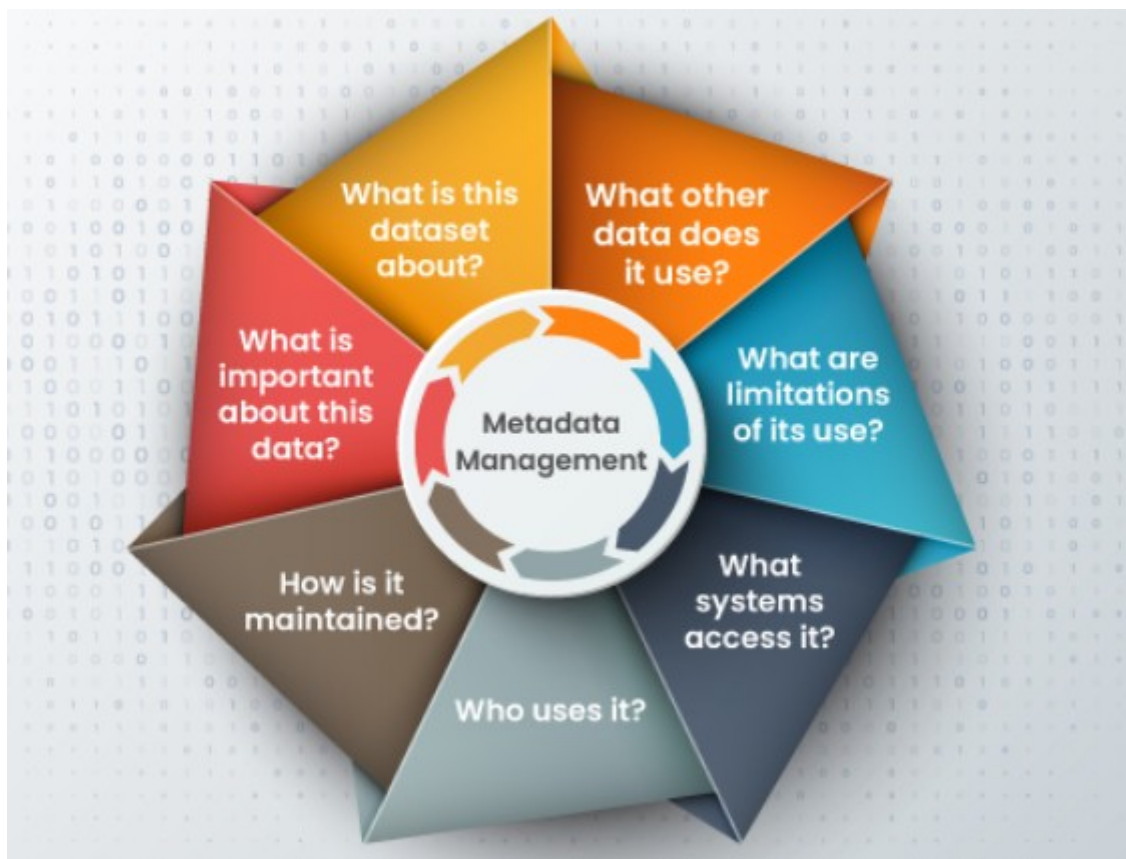 What is this
dataset
about?
What other
data does
it use?
What are
limitations
of its use?
What
systems
access it?
Who uses it?
How is it
maintained?
What is
important
about this
data?
Metadata
Management